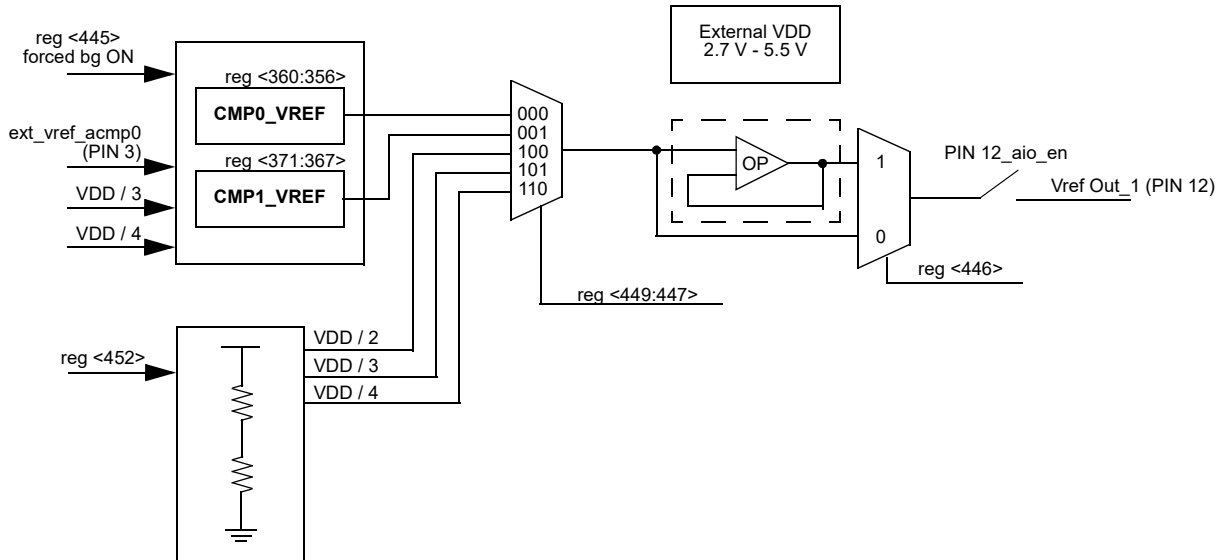 External VDD
2.7 V - 5.5 V
reg <445>
forced bg ON
reg <360:356>
CMP0_VREF
ext_vref_acmp0
(PIN 3)
reg <371:367>
CMP1_VREF
VDD / 3
VDD / 4
000
001
100
101
110
OP
1
0
PIN 12_aio_en
Vref Out_1 (PIN 12)
reg <446>
reg <449:447>
reg <452>
VDD / 2
VDD / 3
VDD / 4